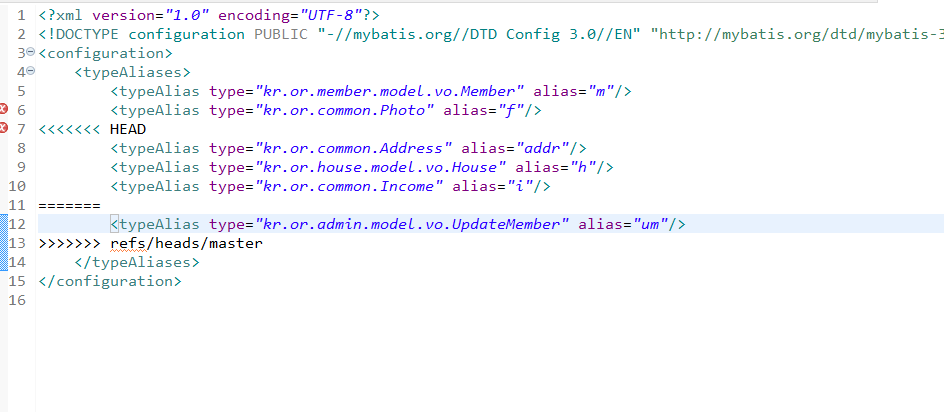 1 <?xml version="1.0" encoding="UTF-8"?>
2 <!DOCTYPE configuration PUBLIC "-//mybatis.org//DTD Config 3.0//EN" "http://mybatis.org/dtd/mybatis-3
3 <configuration>
4 <typeAliases>
5 <typeAlias type="kr.or.member.model.vo.Member" alias="m"/>
6 <typeAlias type="kr.or.common.Photo" alias="f"/>
7 <<<<<<< HEAD
8 <typeAlias type="kr.or.common.Address" alias="addr"/>
9 <typeAlias type="kr.or.house.model.vo.House" alias="h"/>
10 <typeAlias type="kr.or.common.Income" alias="i"/>
11 =======
12 <typeAlias type="kr.or.admin.model.vo.UpdateMember" alias="um"/>
13 >>>>>>> refs/heads/master
14 </typeAliases>
15 </configuration>
16